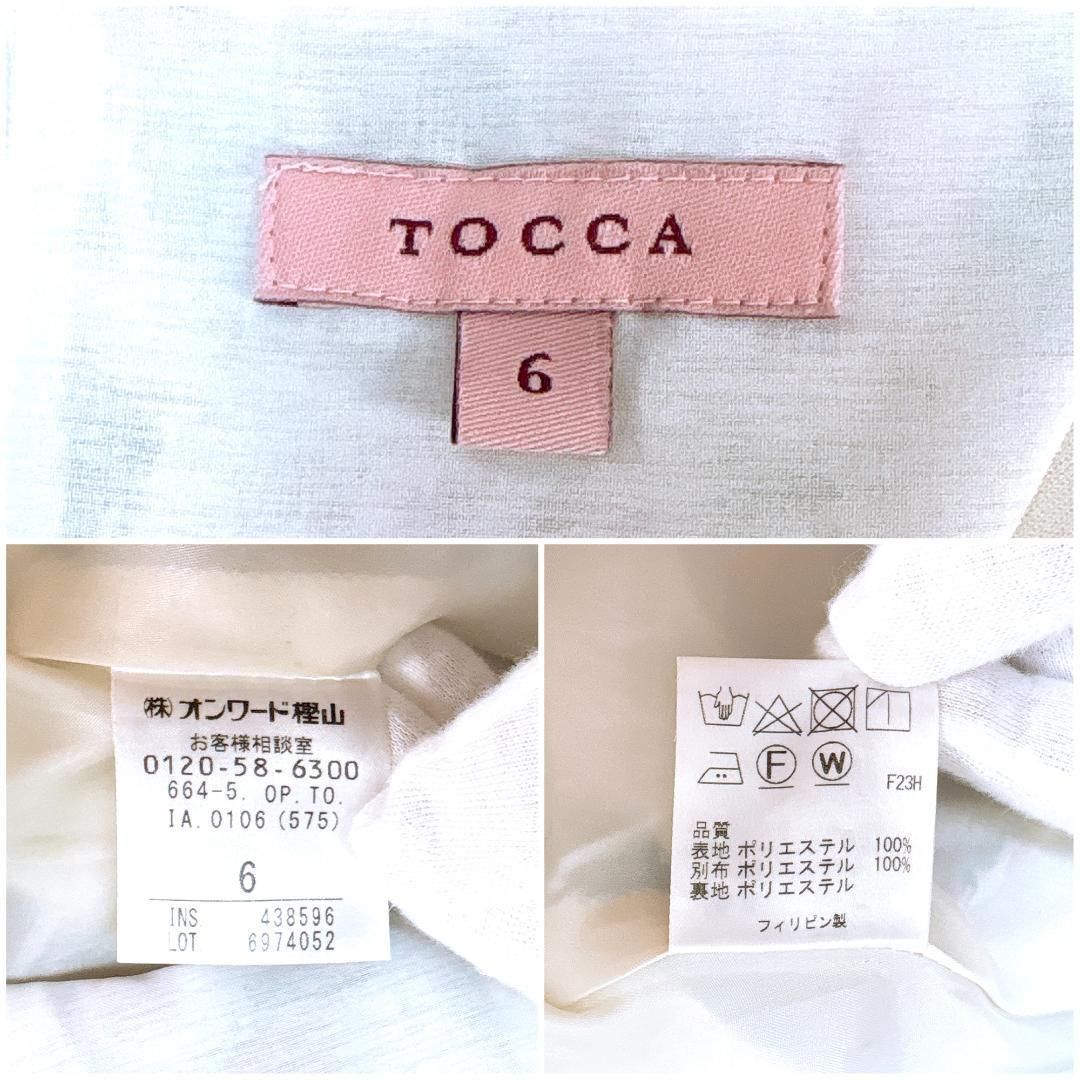 TOCCA
6
㈱オンワード樫山
お客様相談室
0120-58-6300
664-5. OP. TO.
IA. 0106 (575)
6
INS 438596
LOT 6974052
F W
F23H
品質
表地 ポリエステル 100%
別布 ポリエステル 100%
裏地 ポリエステル
フィリピン製